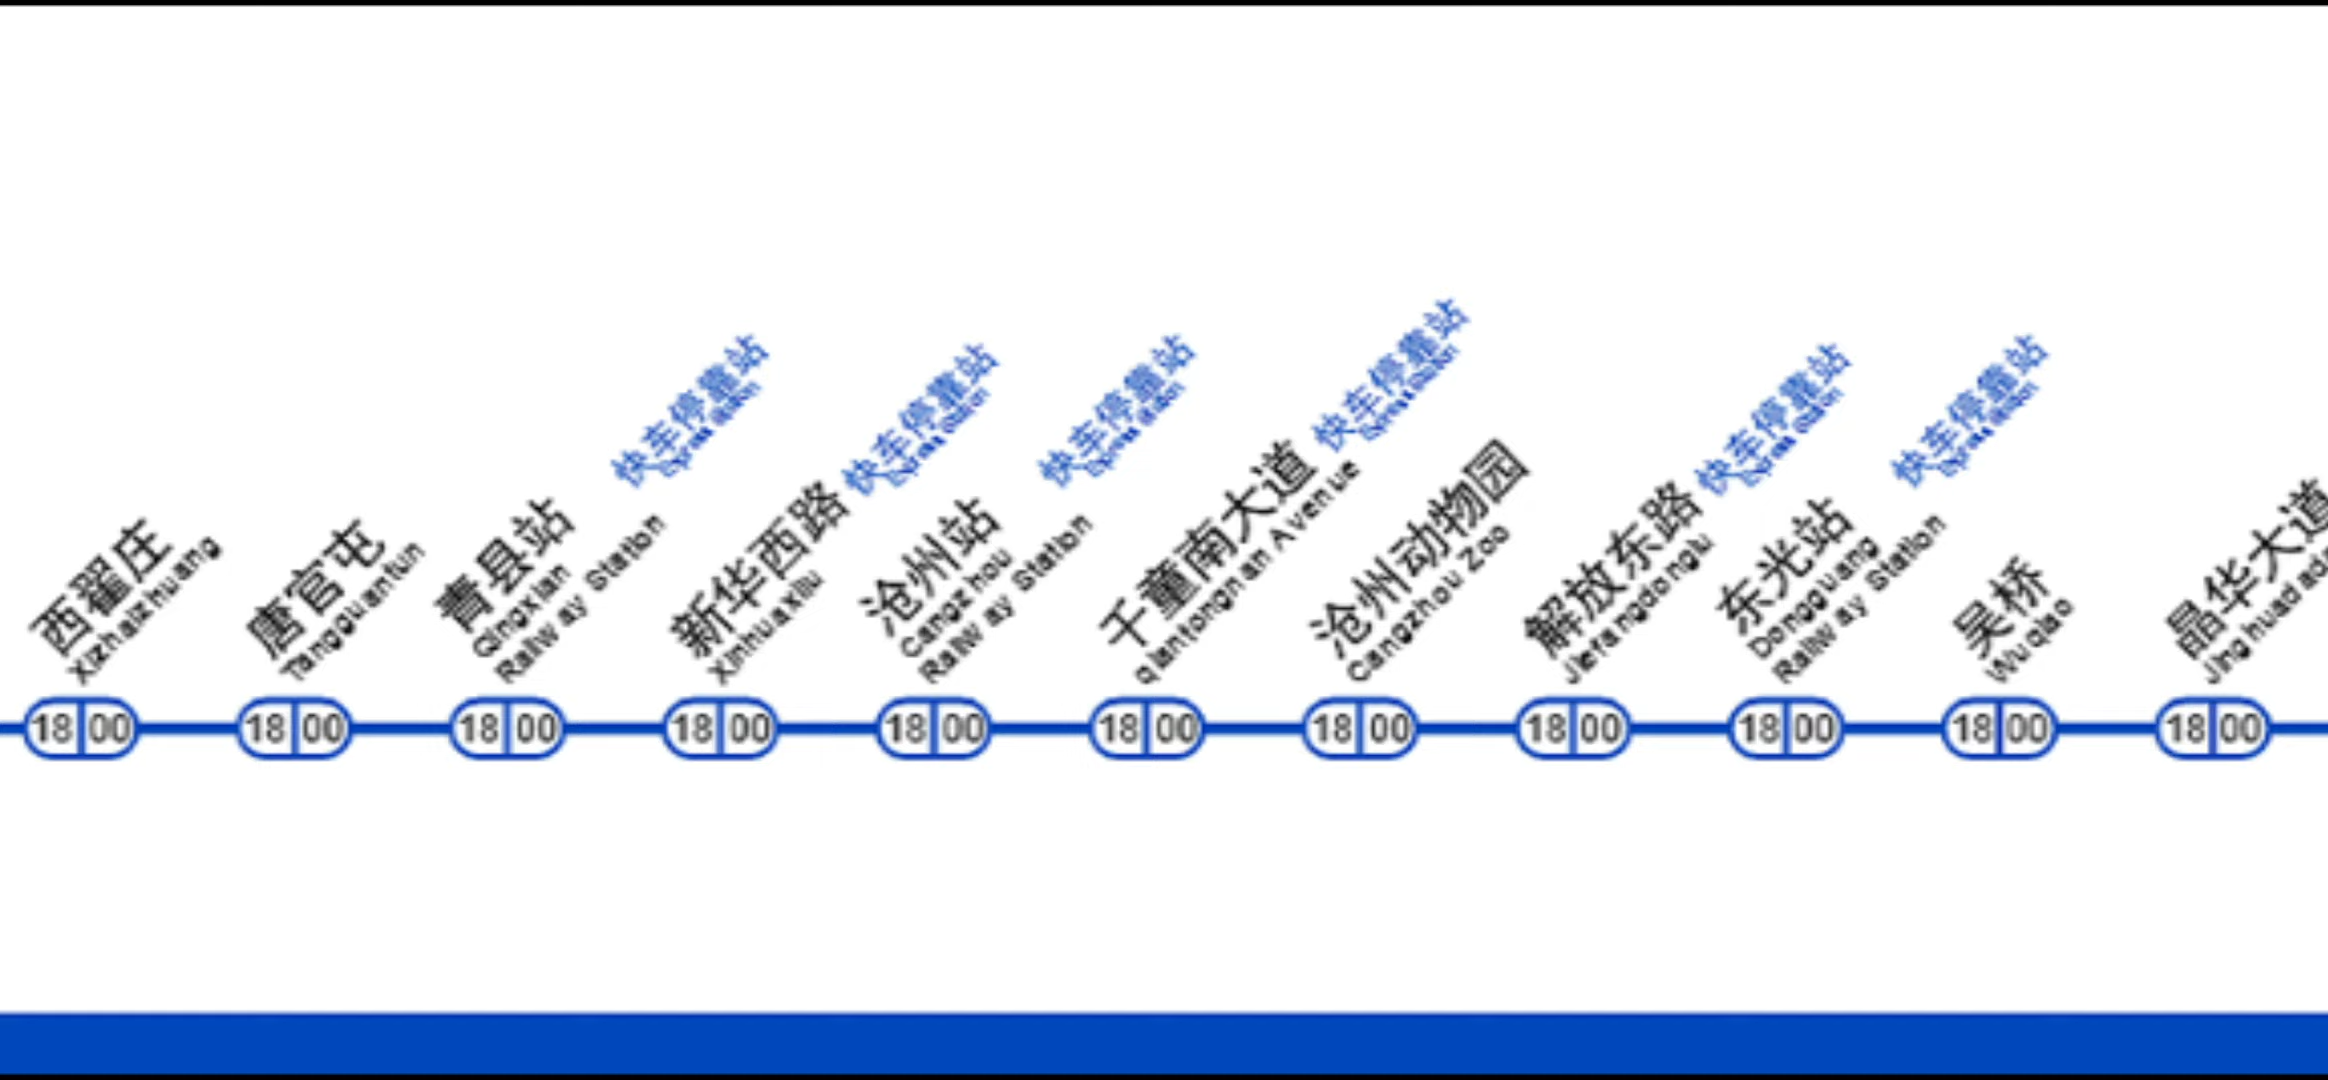 西翟庄
Xizhaizhuang
唐官屯
Tangguantun
青县站
Qingxian
Railway Station
快车停靠站
新华西路
Xinhuaxilu
快车停靠站
沧州站
Cangzhou
Railway Station
快车停靠站
千童南大道
qiantongnan Avenue
快车停靠站
沧州动物园
Cangzhou Zoo
解放东路
Jiefangdonglu
快车停靠站
东光站
Dongguang
Railway Station
快车停靠站
吴桥
Wuqiao
晶华大道
18 00
18 00
18 00
18 00
18 00
18 00
18 00
18 00
18 00
18 00
18 00